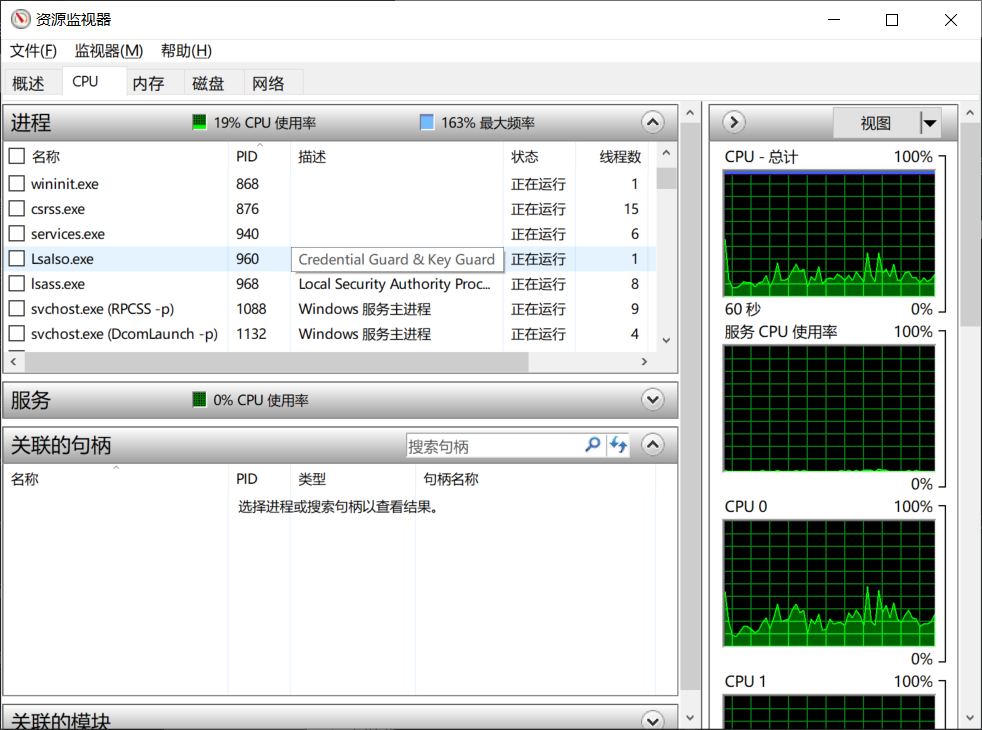 资源监视器
文件(F) 监视器(M) 帮助(H)
概述 CPU 内存 磁盘 网络
进程 19% CPU 使用率 163% 最大频率
名称 PID 描述 状态 线程数
wininit.exe 868 正在运行 1
csrss.exe 876 正在运行 15
services.exe 940 正在运行 6
LsaIso.exe 960 Credential Guard & Key Guard 正在运行 1
lsass.exe 968 Local Security Authority Proc... 正在运行 8
svchost.exe (RPCSS -p) 1088 Windows 服务主进程 正在运行 9
svchost.exe (DcomLaunch -p) 1132 Windows 服务主进程 正在运行 4
服务 0% CPU 使用率
关联的句柄 搜索句柄
名称 PID 类型 句柄名称
选择进程或搜索句柄以查看结果。
关联的模块
视图
CPU - 总计 100%
60 秒 0%
服务 CPU 使用率 100%
0%
CPU 0 100%
0%
CPU 1 100%